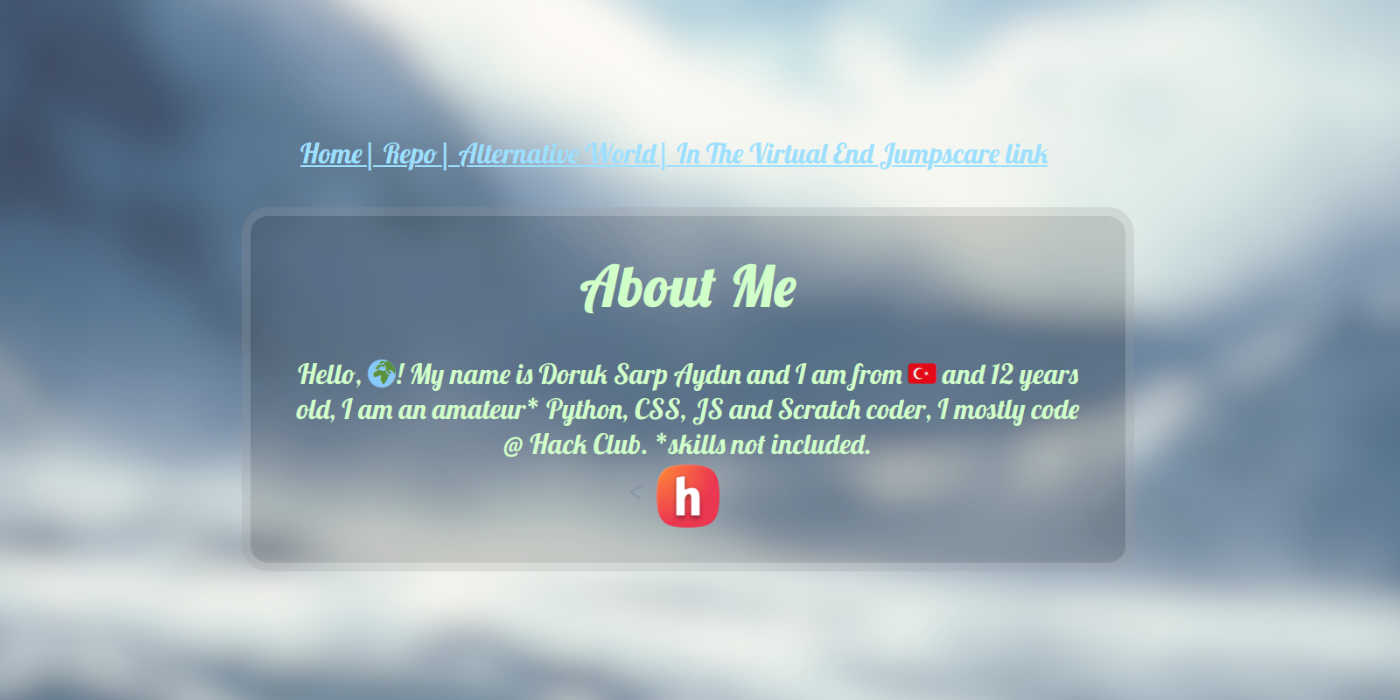 Home| Repo| Alternative World| In The Virtual End Jumpscare link
About Me
Hello, 🌍! My name is Doruk Sarp Aydın and I am from 🇹🇷 and 12 years
old, I am an amateur* Python, CSS, JS and Scratch coder, I mostly code
@ Hack Club. *skills not included.
< h